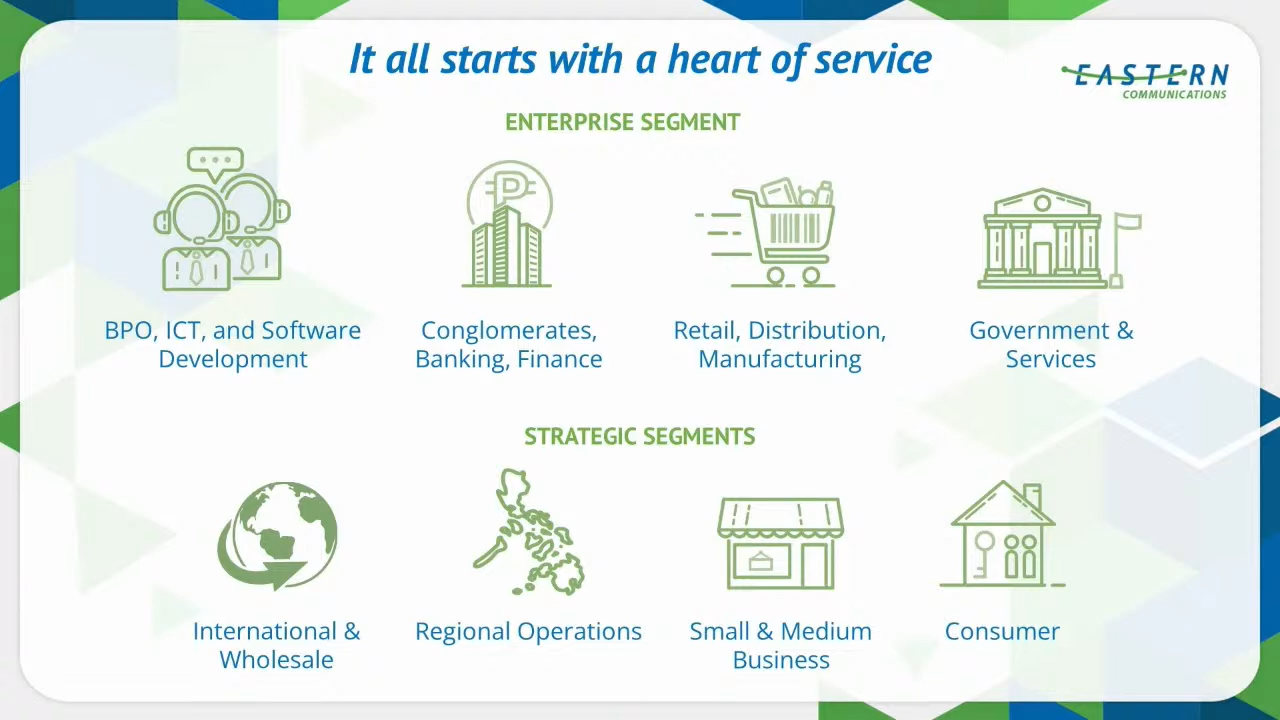 It all starts with a heart of service
EASTERN
COMMUNICATIONS
ENTERPRISE SEGMENT
BPO, ICT, and Software
Development
Conglomerates,
Banking, Finance
Retail, Distribution,
Manufacturing
Government &
Services
STRATEGIC SEGMENTS
International &
Wholesale
Regional Operations
Small & Medium
Business
Consumer